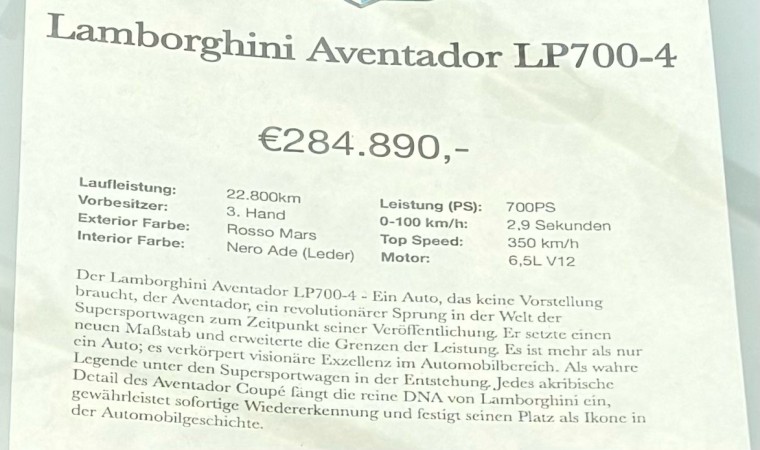 Lamborghini Aventador LP700-4
€284.890,-
Laufleistung: 22.800km
Vorbesitzer: 3. Hand
Exterior Farbe: Rosso Mars
Interior Farbe: Nero Ade (Leder)
Leistung (PS): 700PS
0-100 km/h: 2,9 Sekunden
Top Speed: 350 km/h
Motor: 6,5L V12
Der Lamborghini Aventador LP700-4 - Ein Auto, das keine Vorstellung
braucht, der Aventador, ein revolutionärer Sprung in der Welt der
Supersportwagen zum Zeitpunkt seiner Veröffentlichung. Er setzte einen
neuen Maßstab und erweiterte die Grenzen der Leistung. Es ist mehr als nur
ein Auto; es verkörpert visionäre Exzellenz im Automobilbereich. Als wahre
Legende unter den Supersportwagen in der Entstehung. Jedes akribische
Detail des Aventador Coupé fängt die reine DNA von Lamborghini ein,
gewährleistet sofortige Wiedererkennung und festigt seinen Platz als Ikone in
der Automobilgeschichte.